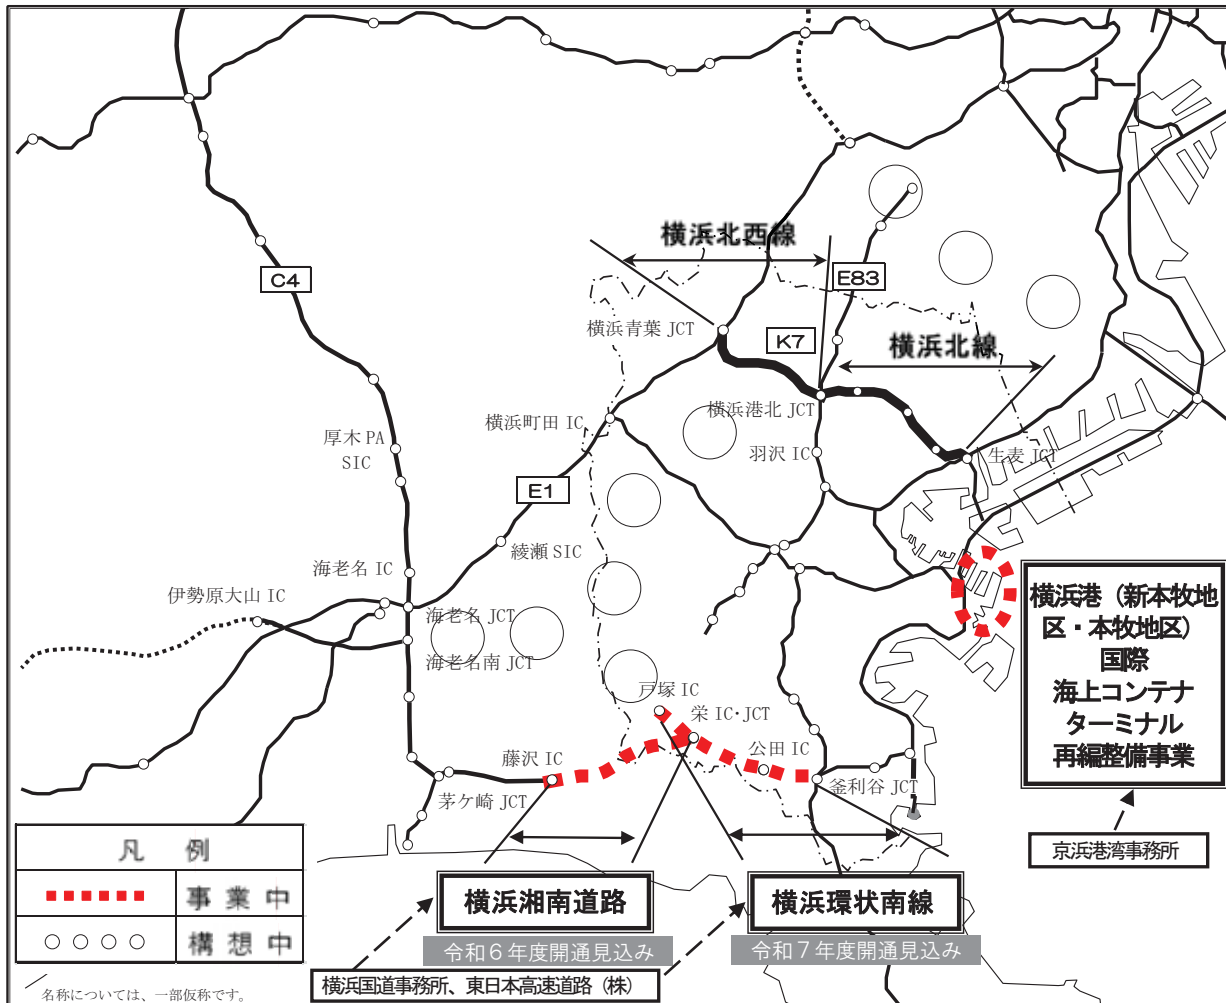 横浜北西線
C4
E83
横浜青葉 JCT
K7
横浜北線
横浜町田 IC
横浜港北 JCT
厚木 PA
SIC
羽沢 IC
生麦 JCT
E1
綾瀬 SIC
海老名 IC
伊勢原大山 IC
海老名 JCT
海老名南 JCT
横浜港（新本牧地
区・本牧地区）
国際
海上コンテナ
ターミナル
再編整備事業
戸塚 IC
栄 IC・JCT
公田 IC
藤沢 IC
釜利谷 JCT
茅ケ崎 JCT
京浜港湾事務所
凡 例
事 業 中
構 想 中
横浜湘南道路
横浜環状南線
令和６年度開通見込み
令和７年度開通見込み
横浜国道事務所、東日本高速道路（株）
名称については、一部仮称です。